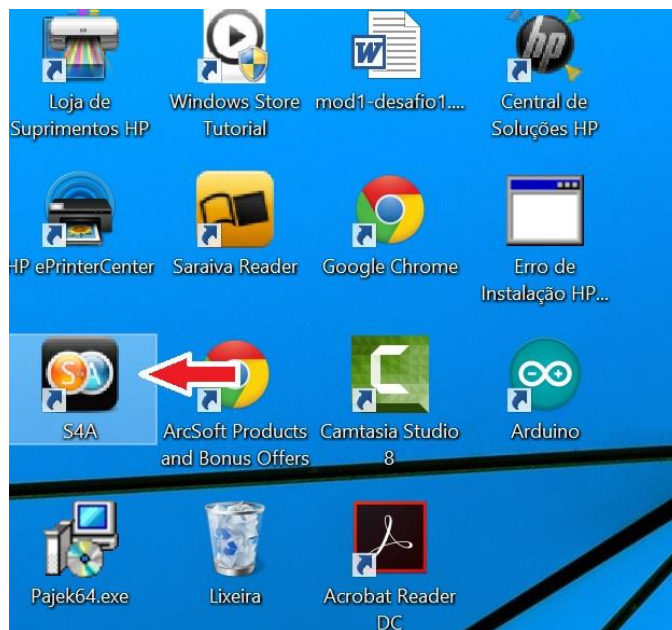 Loja de
Suprimentos HP
Windows Store
Tutorial
mod1-desafio1....
Central de
Soluções HP
HP ePrinterCenter
Saraiva Reader
Google Chrome
Erro de
Instalação HP...
S4A
ArcSoft Products
and Bonus Offers
Camtasia Studio
8
Arduino
Pajek64.exe
Lixeira
Acrobat Reader
DC